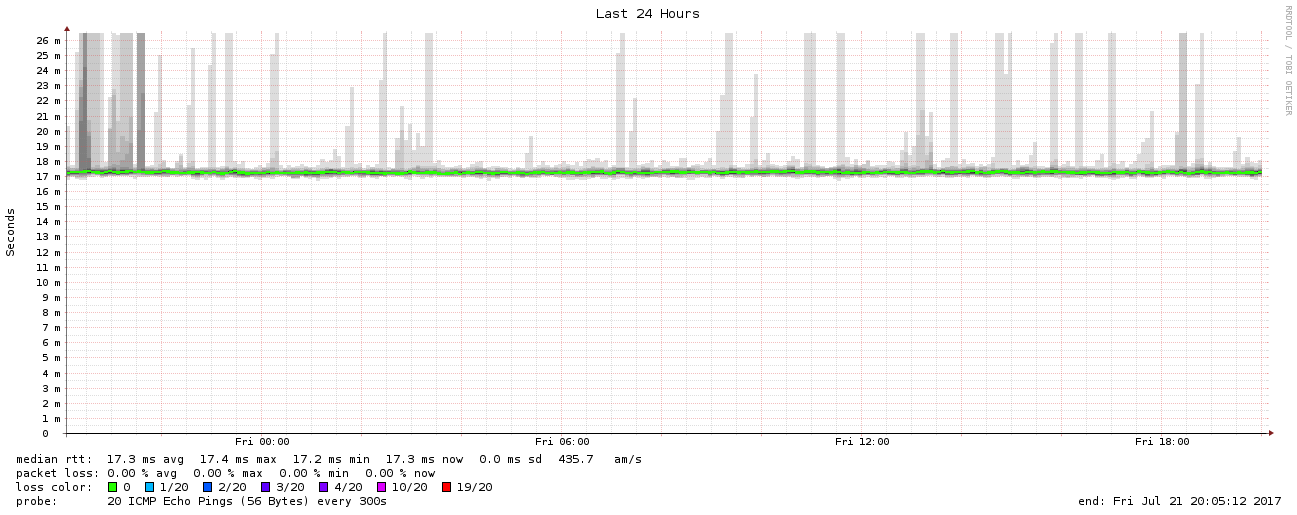 Last 24 Hours
RRDTOOL / TOBI OETIKER
26 m
25 m
24 m
23 m
22 m
21 m
20 m
19 m
18 m
17 m
16 m
15 m
14 m
13 m
12 m
11 m
10 m
9 m
8 m
7 m
6 m
5 m
4 m
3 m
2 m
1 m
0
Seconds
Fri 00:00 Fri 06:00 Fri 12:00 Fri 18:00
median rtt: 17.3 ms avg 17.4 ms max 17.2 ms min 17.3 ms now 0.0 ms sd 435.7 am/s
packet loss: 0.00 % avg 0.00 % max 0.00 % min 0.00 % now
loss color: 0 1/20 2/20 3/20 4/20 10/20 19/20
probe: 20 ICMP Echo Pings (56 Bytes) every 300s end: Fri Jul 21 20:05:12 2017